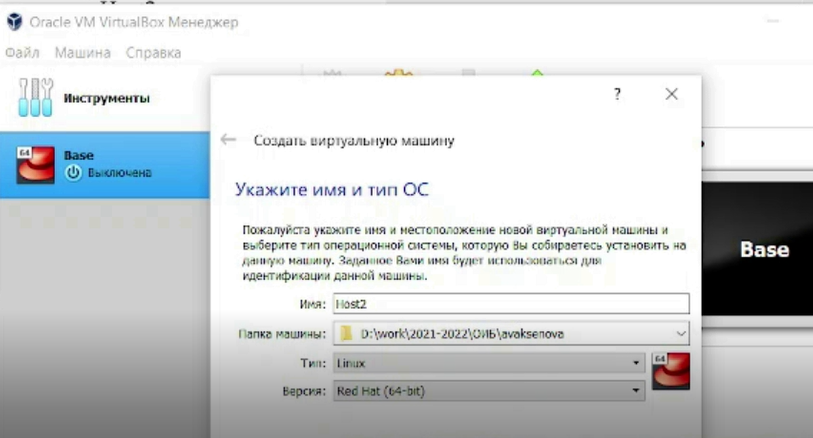 Oracle VM VirtualBox Менеджер
Файл Машина Справка
Инструменты
64
Base
Выключена
?
Создать виртуальную машину
Укажите имя и тип ОС
Пожалуйста укажите имя и местоположение новой виртуальной машины и
выберите тип операционной системы, которую Вы собираетесь установить на
данную машину. Заданное Вами имя будет использоваться для
идентификации данной машины.
Имя: Host2
Папка машины: D:\work\2021-2022\ОИБ\avaksenova
Тип: Linux
64
Версия: Red Hat (64-bit)
Base